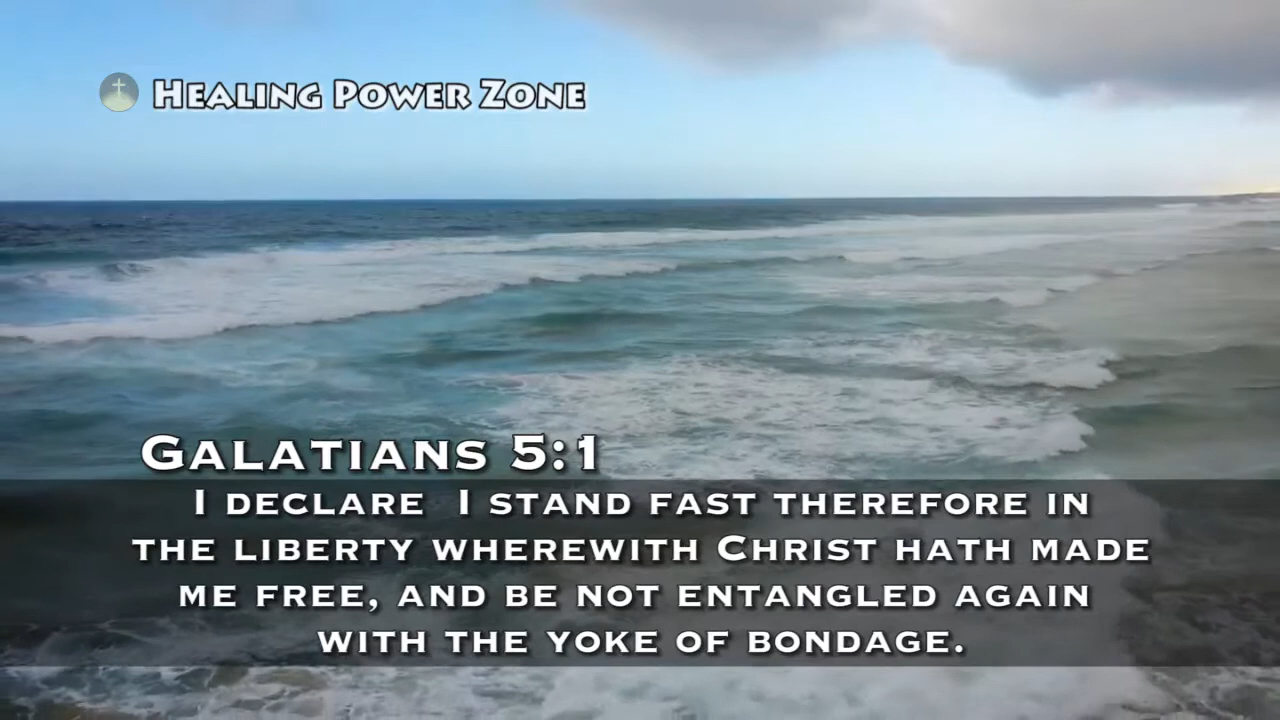 Healing Power Zone
Galatians 5:1
I declare  I stand fast therefore in
the liberty wherewith Christ hath made
me free, and be not entangled again
with the yoke of bondage.